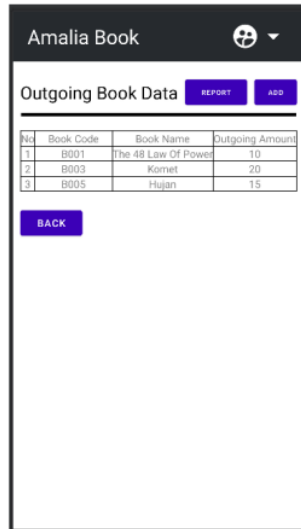 Amalia Book
Outgoing Book Data REPORT ADD
No Book Code Book Name Outgoing Amount
1 B001 The 48 Law Of Power 10
2 B003 Komet 20
3 B005 Hujan 15
BACK